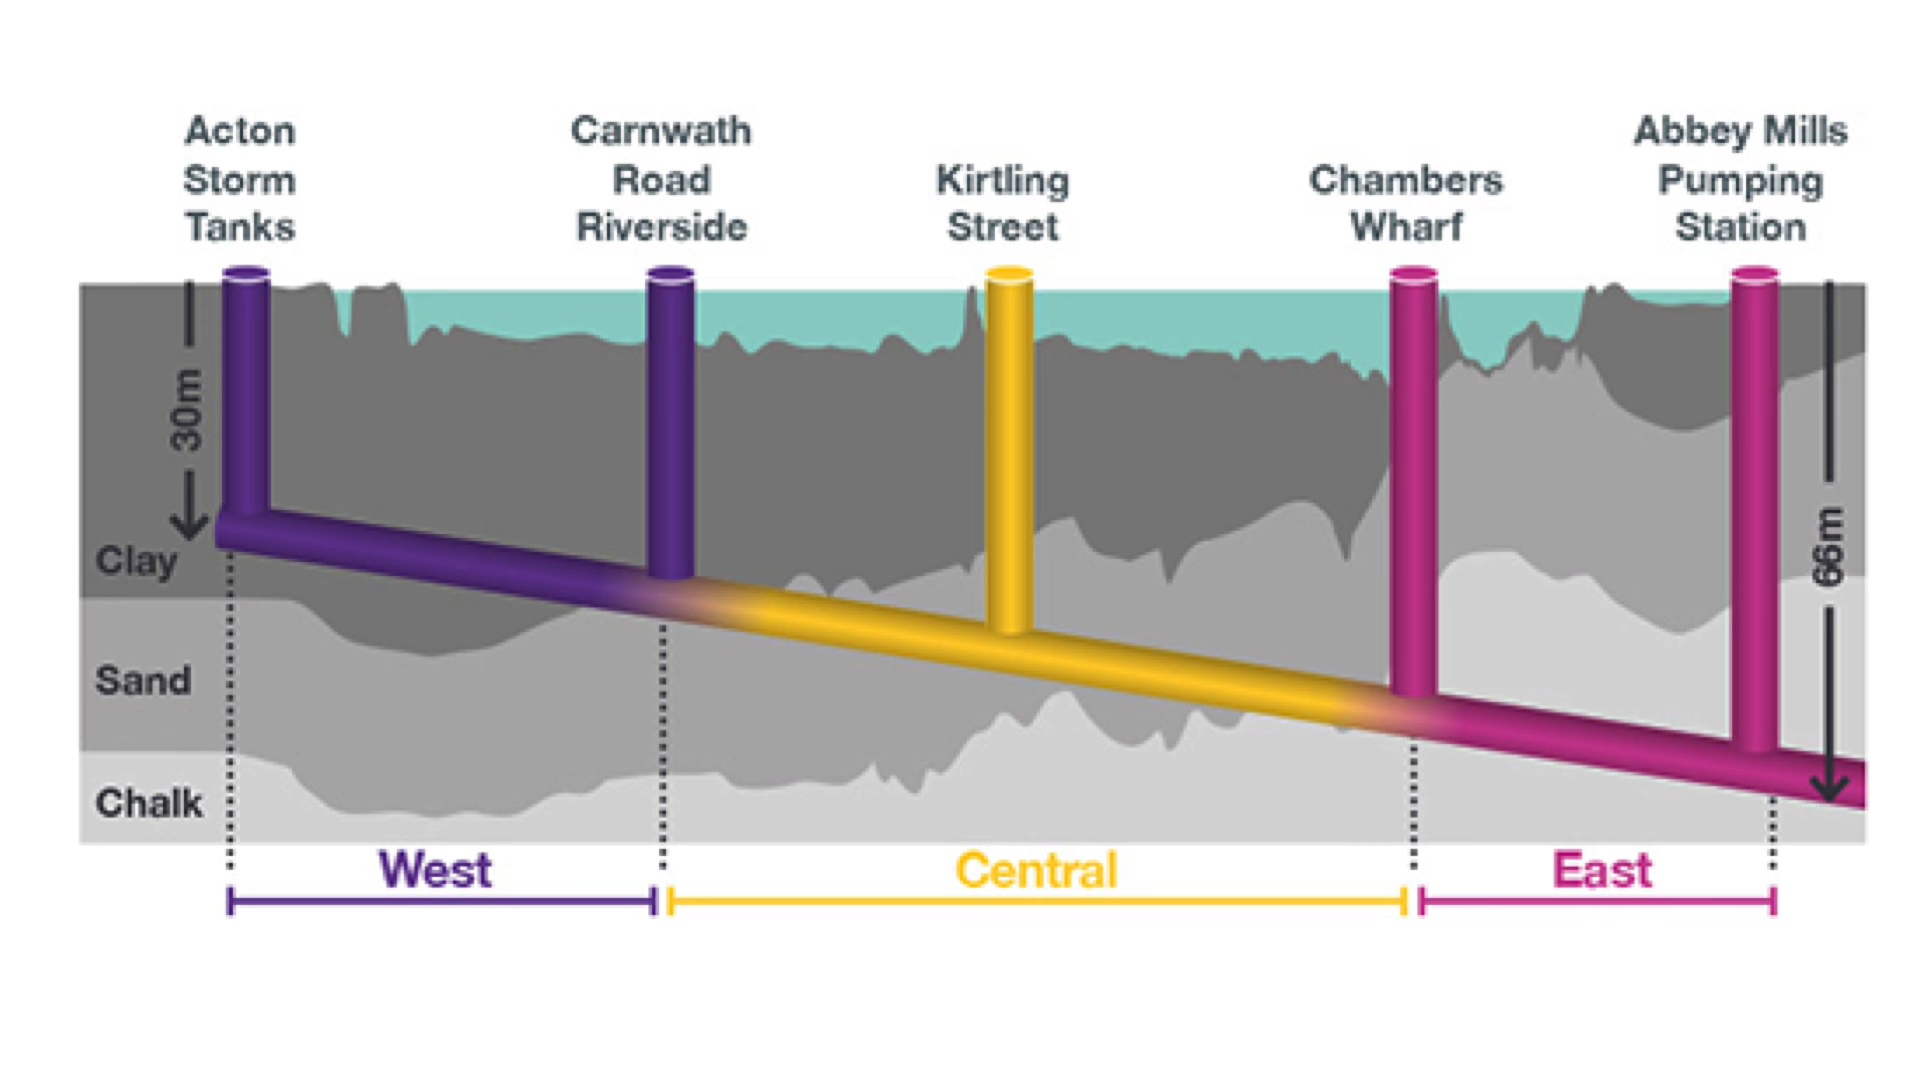 Acton
Storm
Tanks
Carnwath
Road
Riverside
Kirtling
Street
Chambers
Wharf
Abbey Mills
Pumping
Station
30m
66m
Clay
Sand
Chalk
West
Central
East